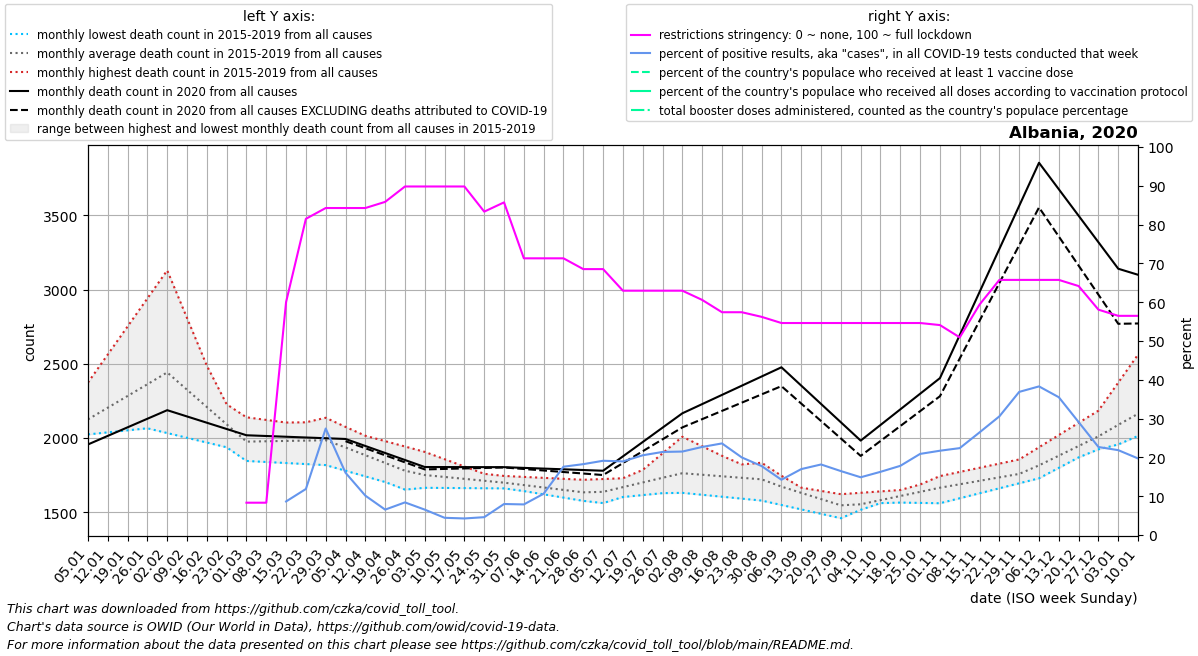 left Y axis:
monthly lowest death count in 2015-2019 from all causes
monthly average death count in 2015-2019 from all causes
monthly highest death count in 2015-2019 from all causes
monthly death count in 2020 from all causes
monthly death count in 2020 from all causes EXCLUDING deaths attributed to COVID-19
range between highest and lowest monthly death count from all causes in 2015-2019
right Y axis:
restrictions stringency: 0 ~ none, 100 ~ full lockdown
percent of positive results, aka "cases", in all COVID-19 tests conducted that week
percent of the country's populace who received at least 1 vaccine dose
percent of the country's populace who received all doses according to vaccination protocol
total booster doses administered, counted as the country's populace percentage
Albania, 2020
count
3500
3000
2500
2000
1500
100
90
80
70
60
50
40
30
20
10
0
percent
05.01 12.01 19.01 26.01 02.02 09.02 16.02 23.02 01.03 08.03 15.03 22.03 29.03 05.04 12.04 19.04 26.04 03.05 10.05 17.05 24.05 31.05 07.06 14.06 21.06 28.06 05.07 12.07 19.07 26.07 02.08 09.08 16.08 23.08 30.08 06.09 13.09 20.09 27.09 04.10 11.10 18.10 25.10 01.11 08.11 15.11 22.11 29.11 06.12 13.12 20.12 27.12 03.01 10.01
date (ISO week Sunday)
This chart was downloaded from https://github.com/czka/covid_toll_tool.
Chart's data source is OWID (Our World in Data), https://github.com/owid/covid-19-data.
For more information about the data presented on this chart please see https://github.com/czka/covid_toll_tool/blob/main/README.md.